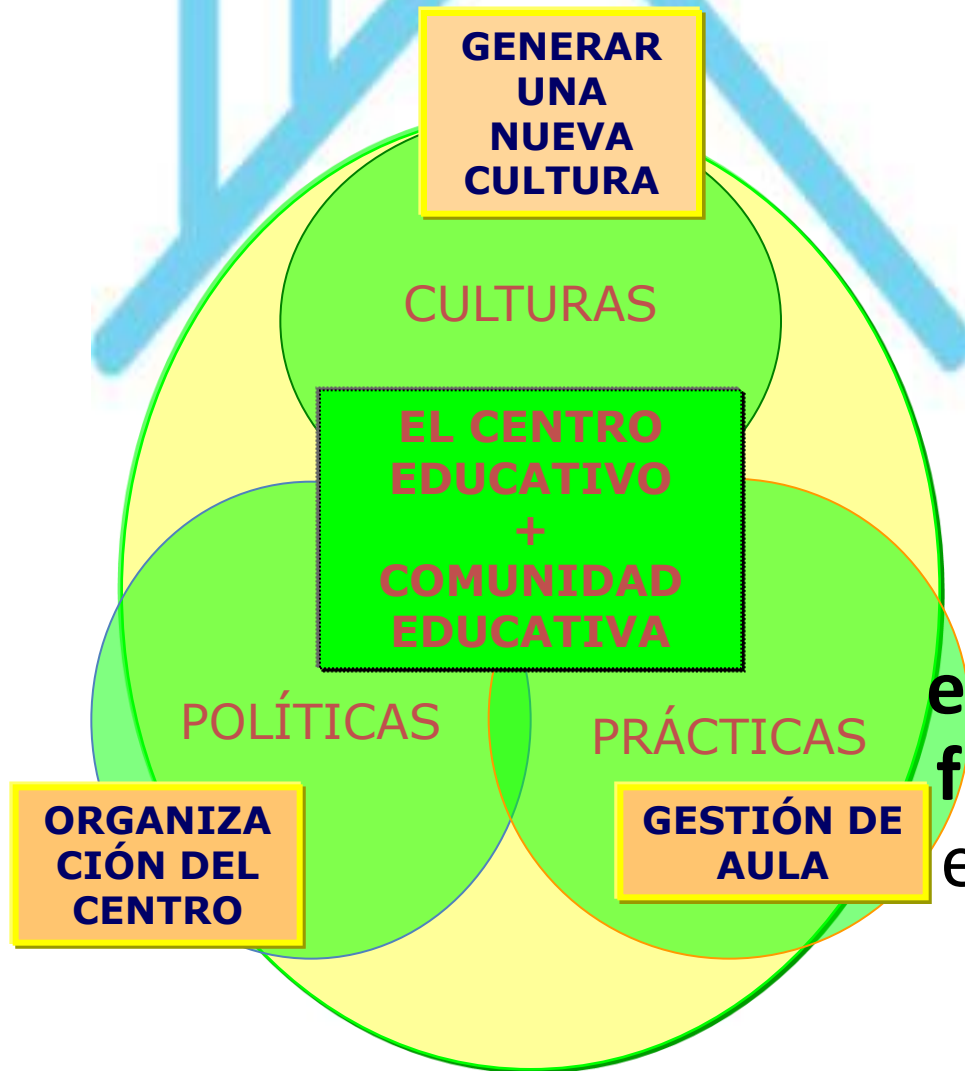 GENERAR
UNA
NUEVA
CULTURA
CULTURAS
EL CENTRO
EDUCATIVO
+
COMUNIDAD
EDUCATIVA
POLÍTICAS
PRÁCTICAS
ORGANIZA
CIÓN DEL
CENTRO
GESTIÓN DE
AULA